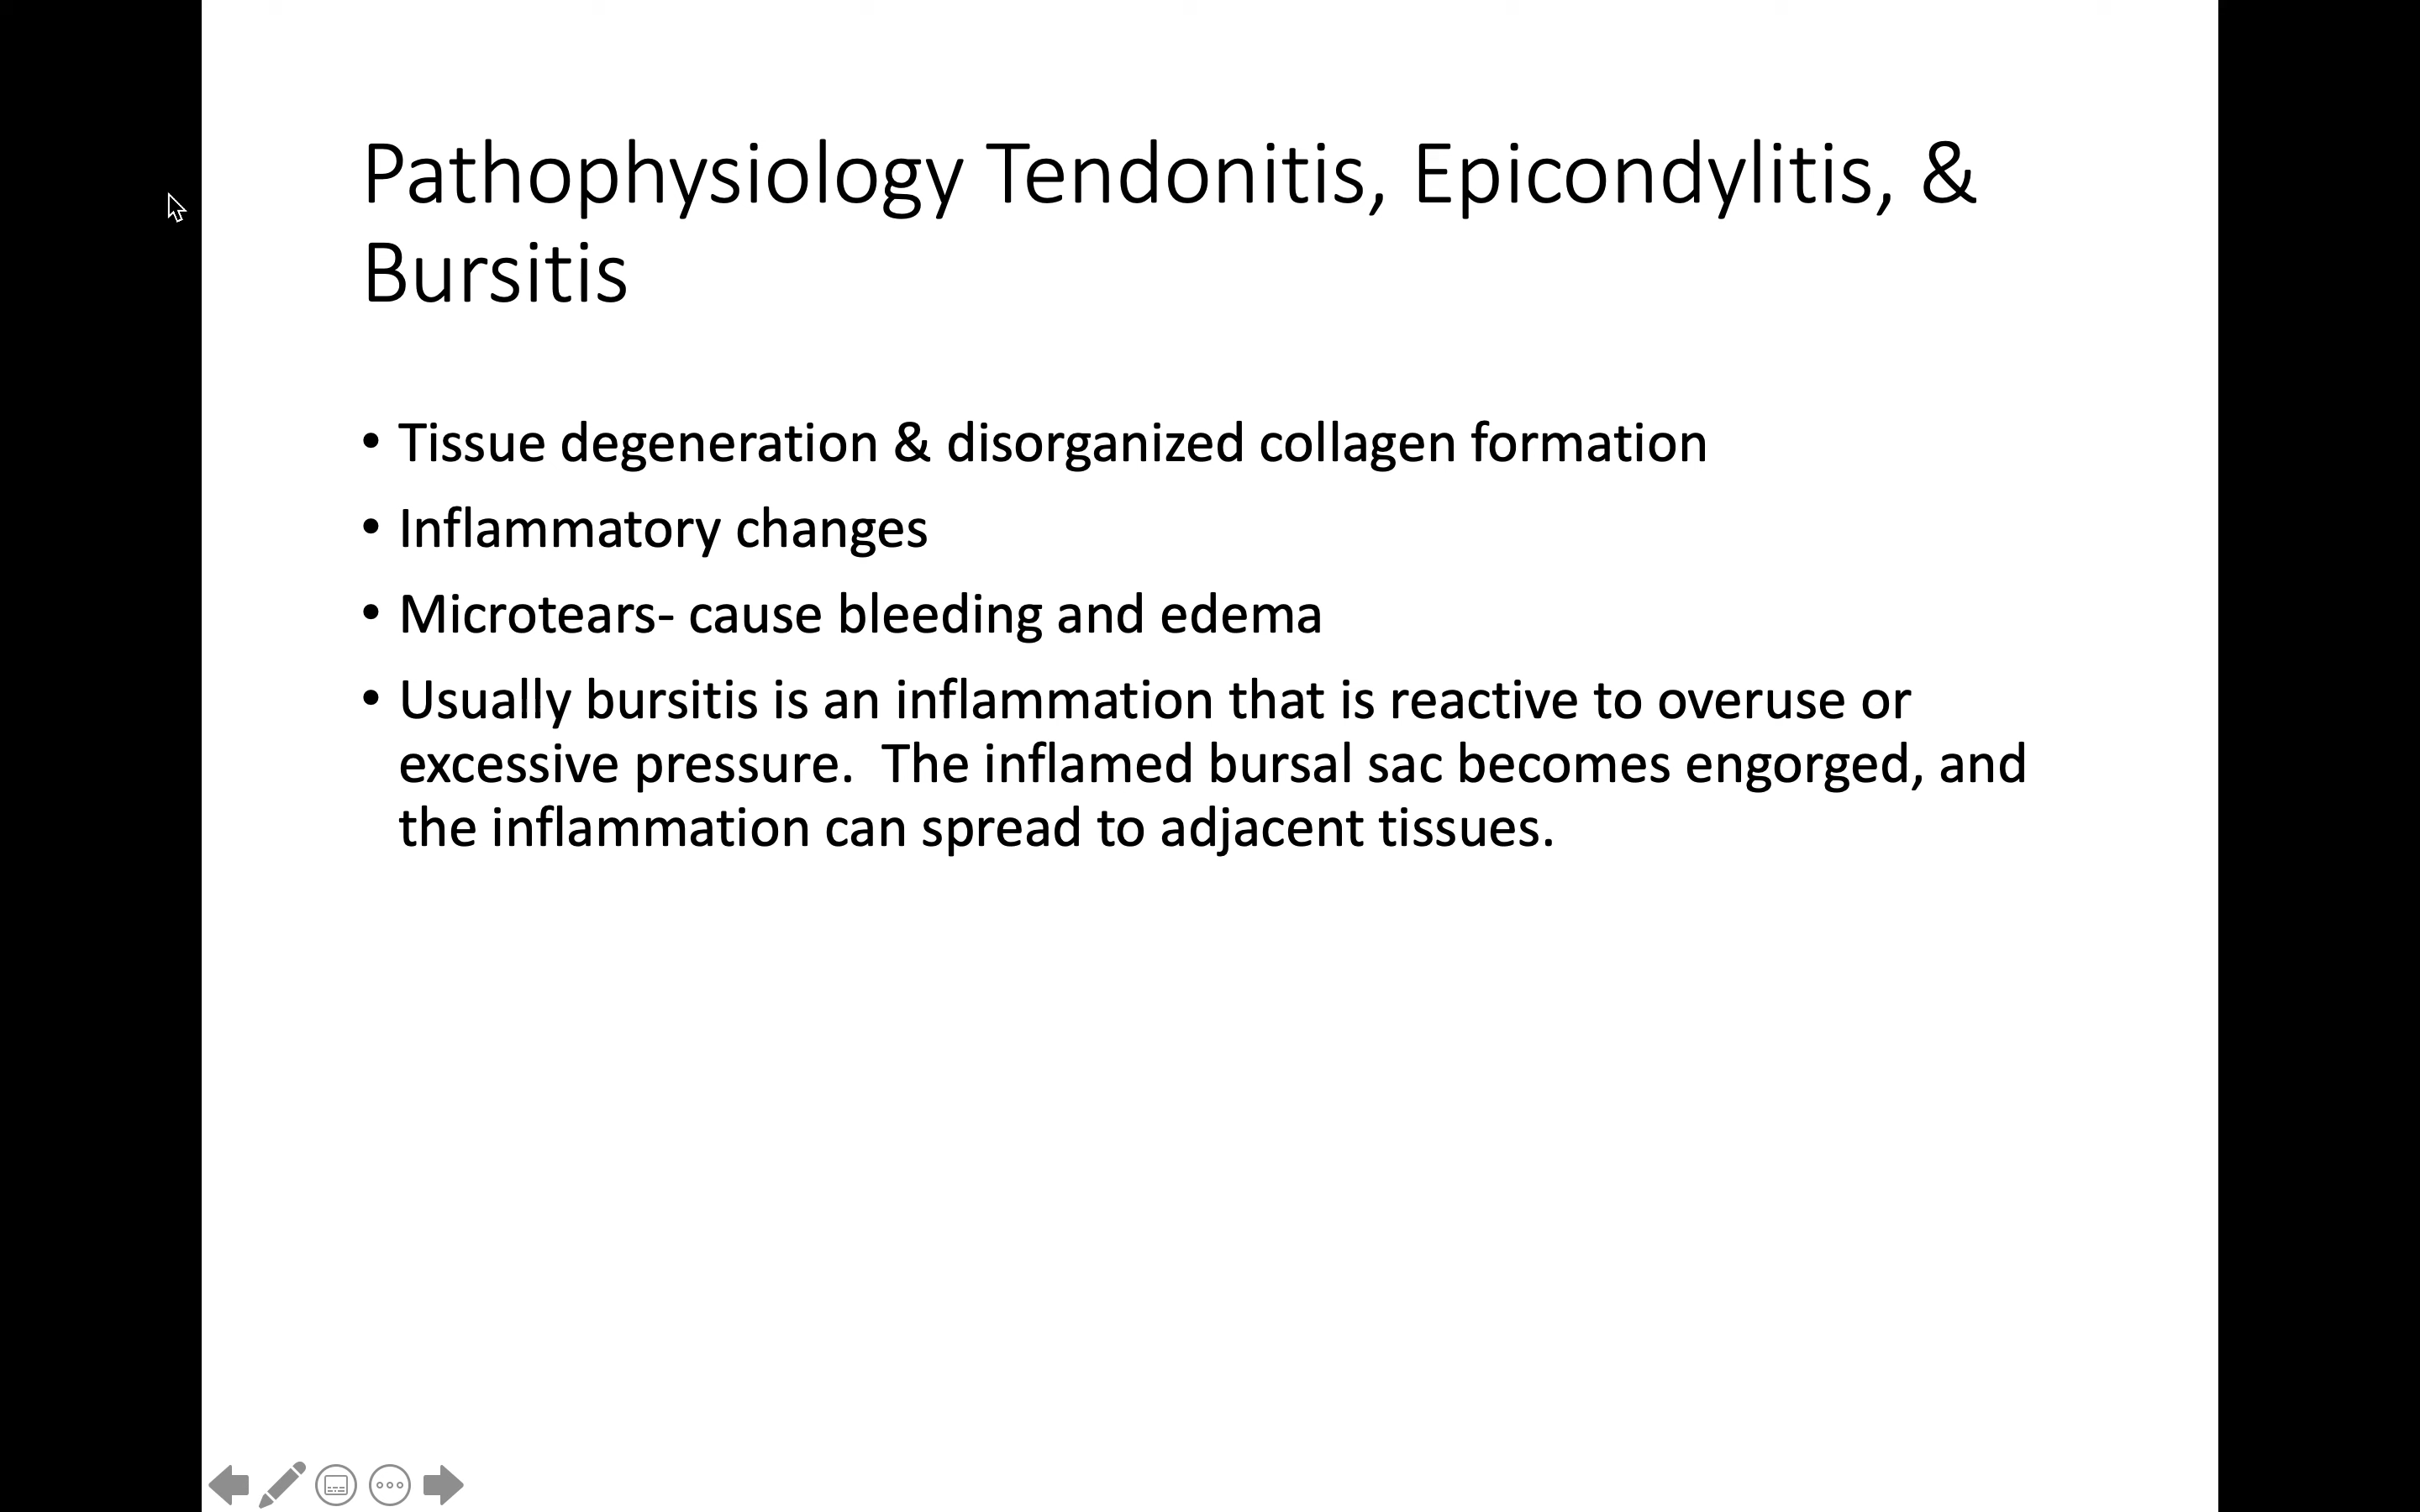 Pathophysiology Tendonitis, Epicondylitis, &
Bursitis
• Tissue degeneration & disorganized collagen formation
• Inflammatory changes
• Microtears- cause bleeding and edema
• Usually bursitis is an inflammation that is reactive to overuse or
excessive pressure.  The inflamed bursal sac becomes engorged, and
the inflammation can spread to adjacent tissues.